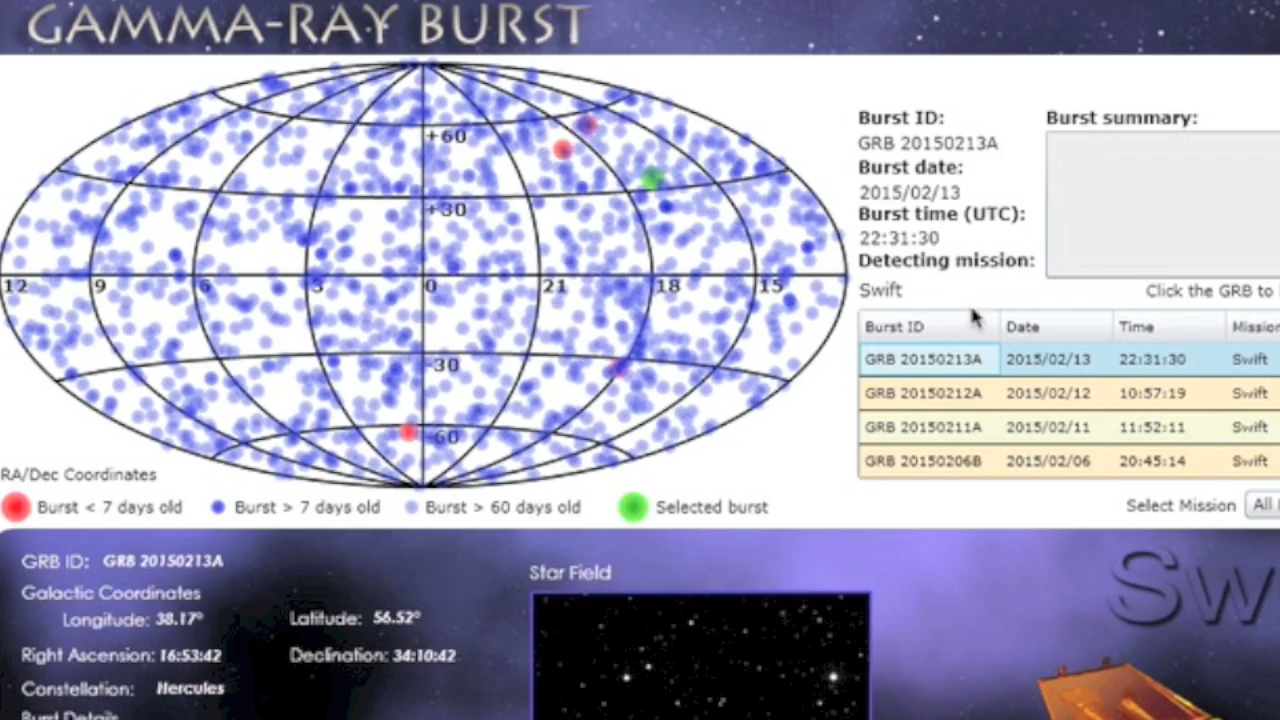 GAMMA-RAY BURST
+60
+30
12 9 6 3 0 21 18 15
-30
-60
RA/Dec Coordinates
Burst < 7 days old Burst > 7 days old Burst > 60 days old Selected burst
Burst ID:
GRB 20150213A
Burst date:
2015/02/13
Burst time (UTC):
22:31:30
Detecting mission:
Swift
Burst summary:
Click the GRB to
Burst ID Date Time Mission
GRB 20150213A 2015/02/13 22:31:30 Swift
GRB 20150212A 2015/02/12 10:57:19 Swift
GRB 20150211A 2015/02/11 11:52:11 Swift
GRB 20150206B 2015/02/06 20:45:14 Swift
Select Mission All
GRB ID: GRB 20150213A
Galactic Coordinates
Longitude: 38.17° Latitude: 56.52°
Right Ascension: 16:53:42 Declination: 34:10:42
Constellation: Hercules
Burst Details
Star Field
Sw